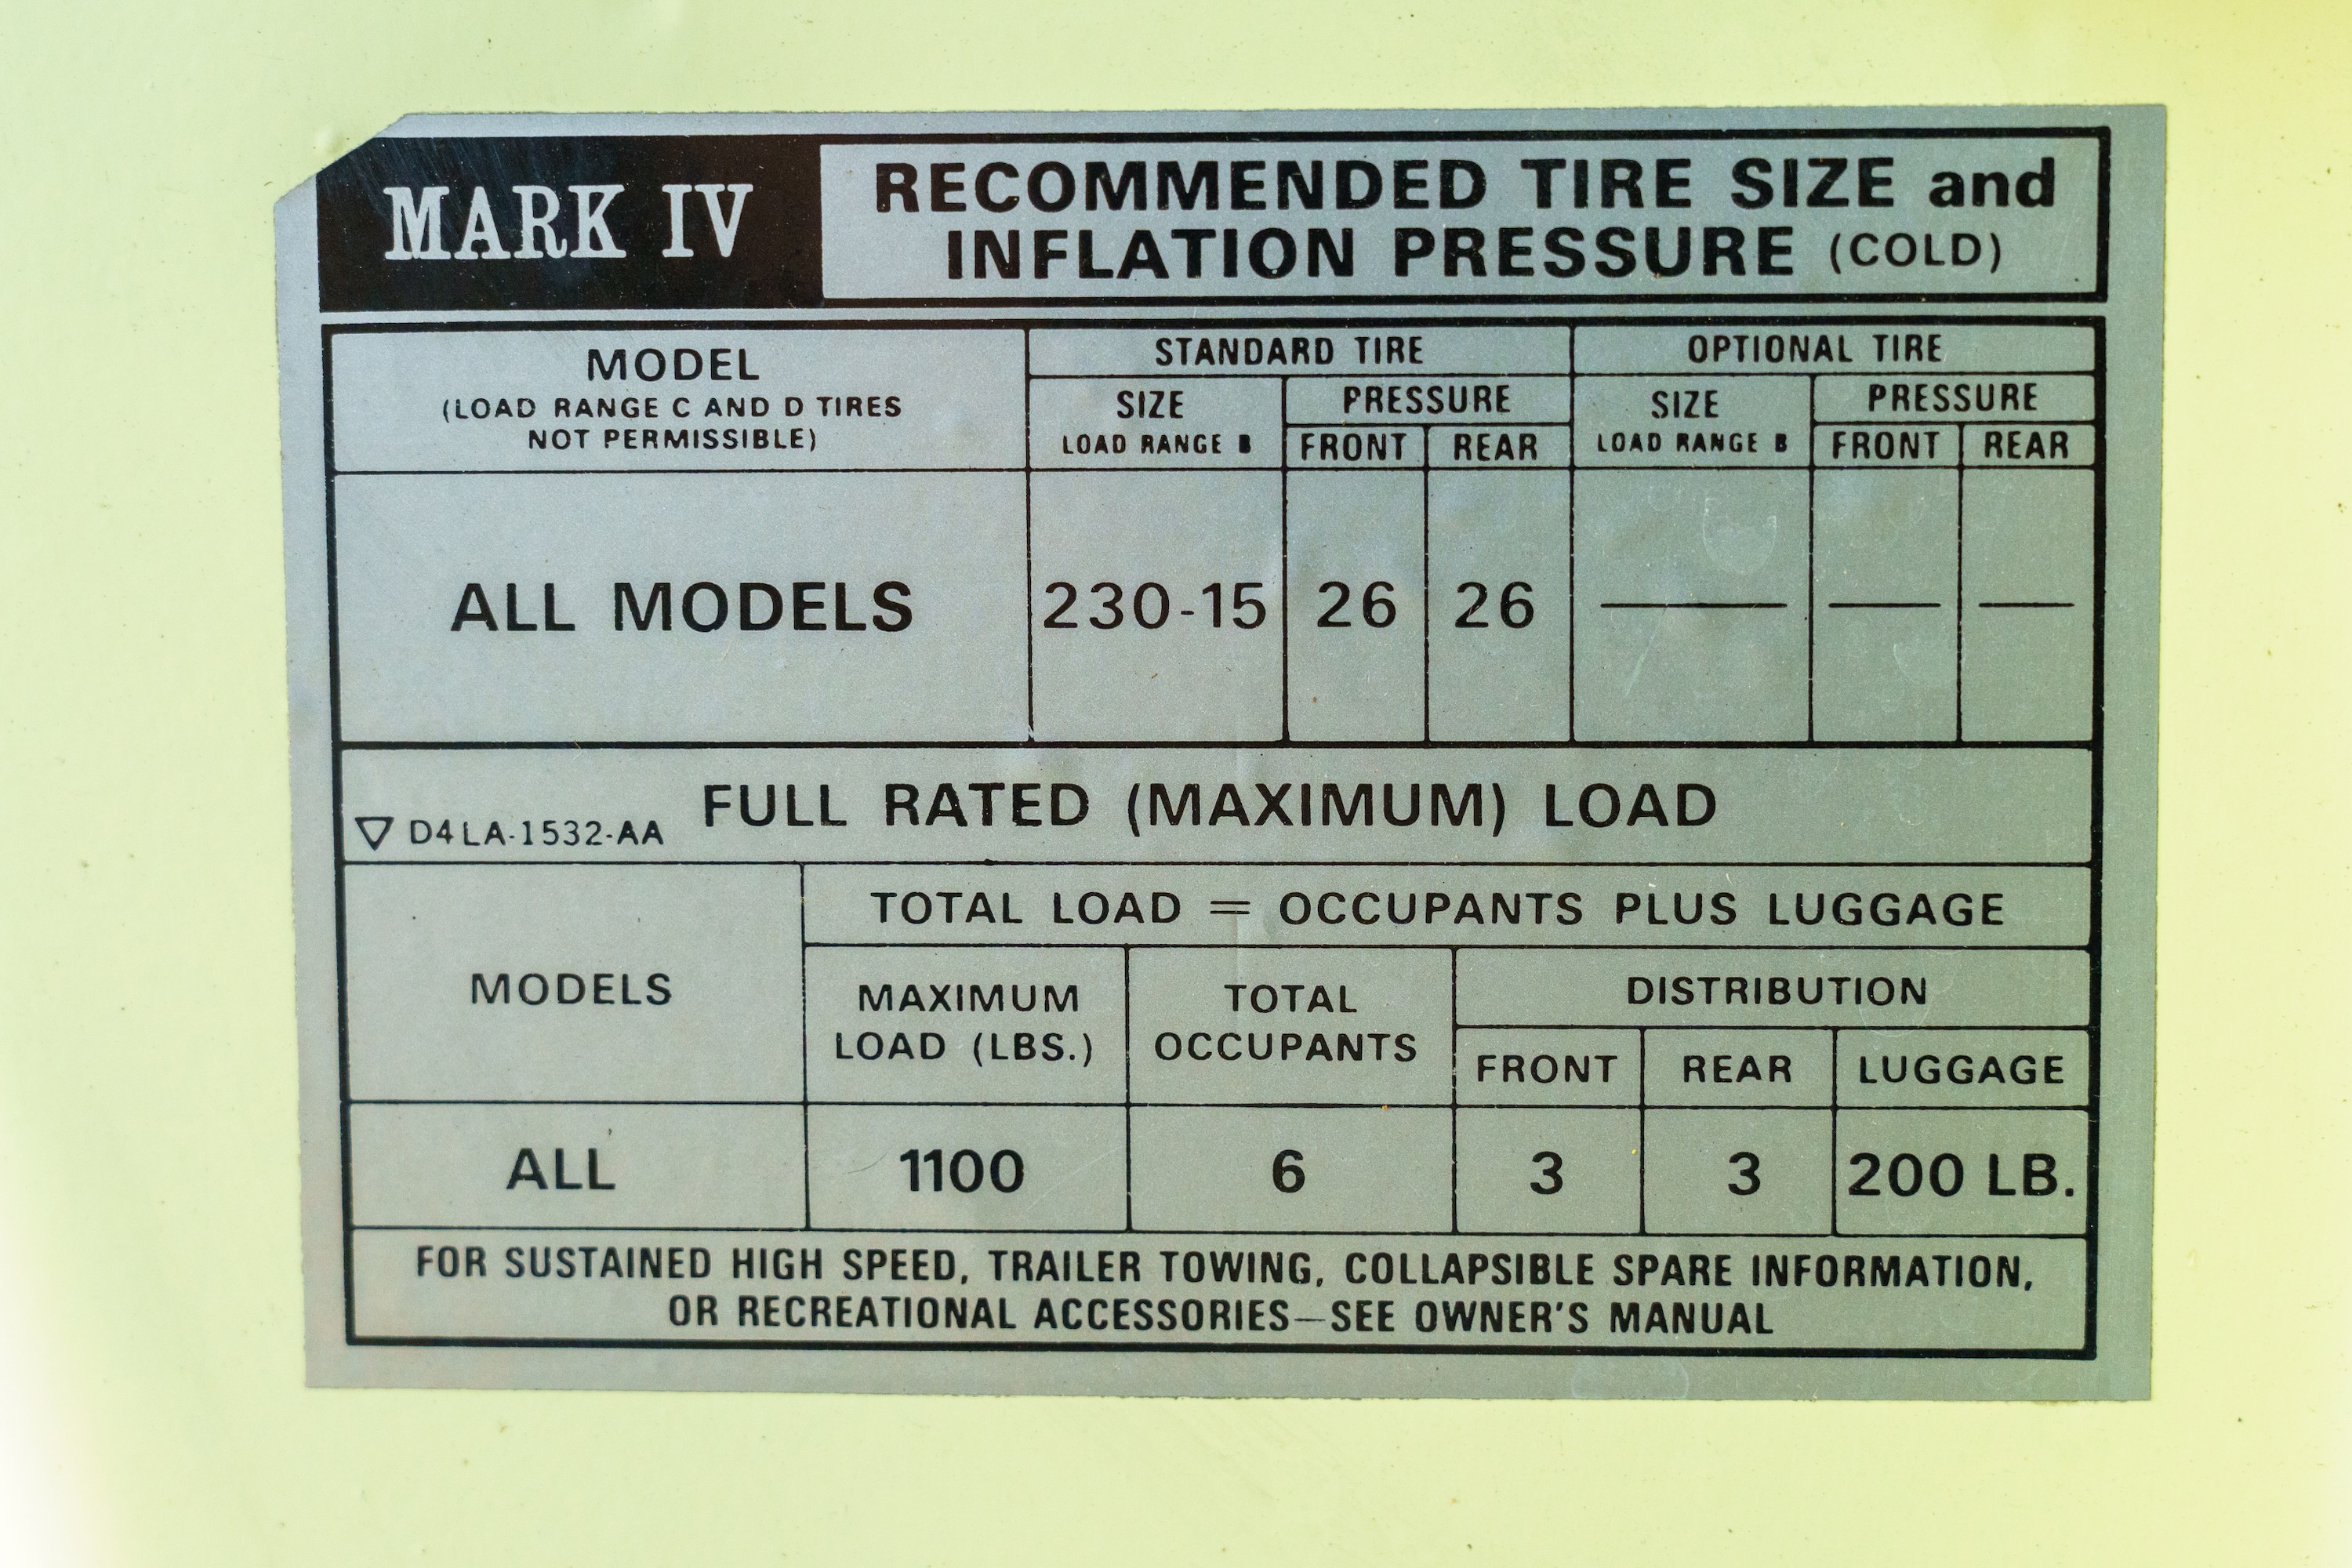 MARK IV
RECOMMENDED TIRE SIZE and
INFLATION PRESSURE (COLD)
MODEL
(LOAD RANGE C AND D TIRES
NOT PERMISSIBLE)
STANDARD TIRE
OPTIONAL TIRE
SIZE
LOAD RANGE B
PRESSURE
FRONT
REAR
SIZE
LOAD RANGE B
PRESSURE
FRONT
REAR
ALL MODELS
230-15
26
26
—
—
—
FULL RATED (MAXIMUM) LOAD
▽ D4LA-1532-AA
MODELS
TOTAL LOAD = OCCUPANTS PLUS LUGGAGE
MAXIMUM
LOAD (LBS.)
TOTAL
OCCUPANTS
DISTRIBUTION
FRONT
REAR
LUGGAGE
ALL
1100
6
3
3
200 LB.
FOR SUSTAINED HIGH SPEED, TRAILER TOWING, COLLAPSIBLE SPARE INFORMATION,
OR RECREATIONAL ACCESSORIES—SEE OWNER'S MANUAL